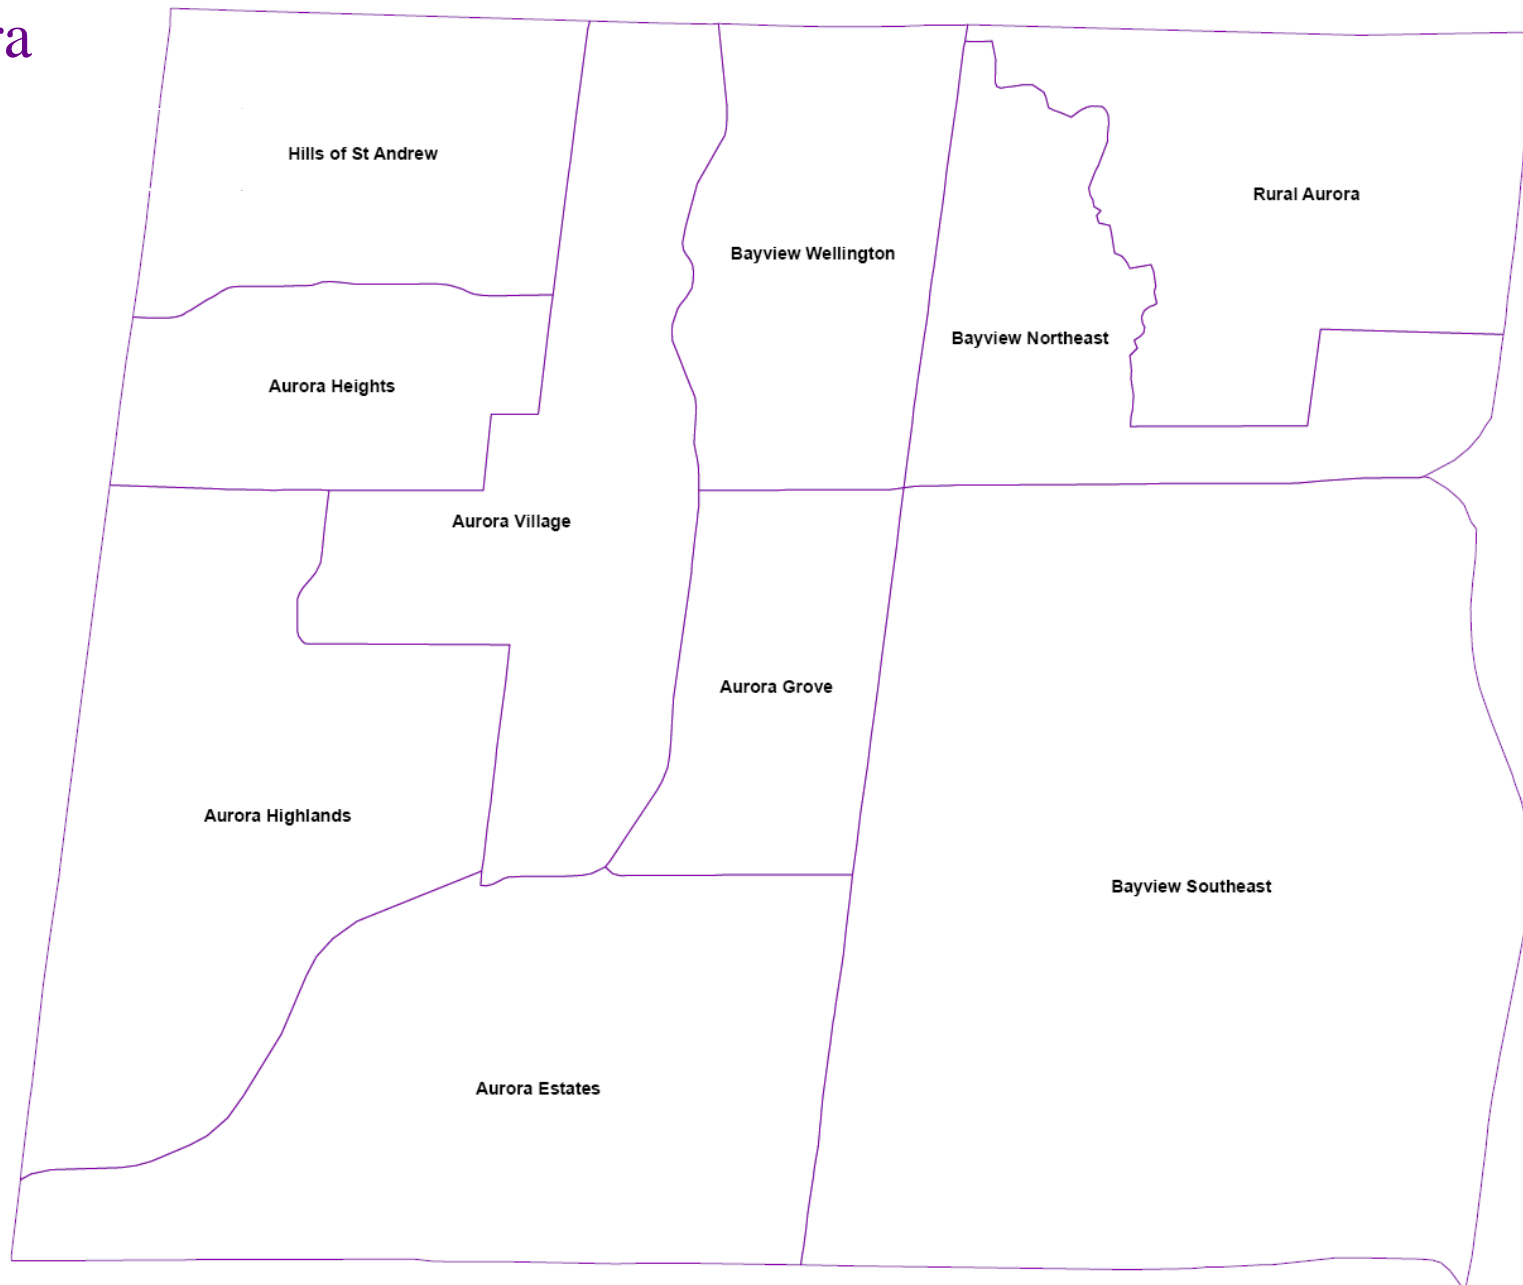 ra
Hills of St Andrew
Rural Aurora
Bayview Wellington
Bayview Northeast
Aurora Heights
Aurora Village
Aurora Grove
Aurora Highlands
Bayview Southeast
Aurora Estates